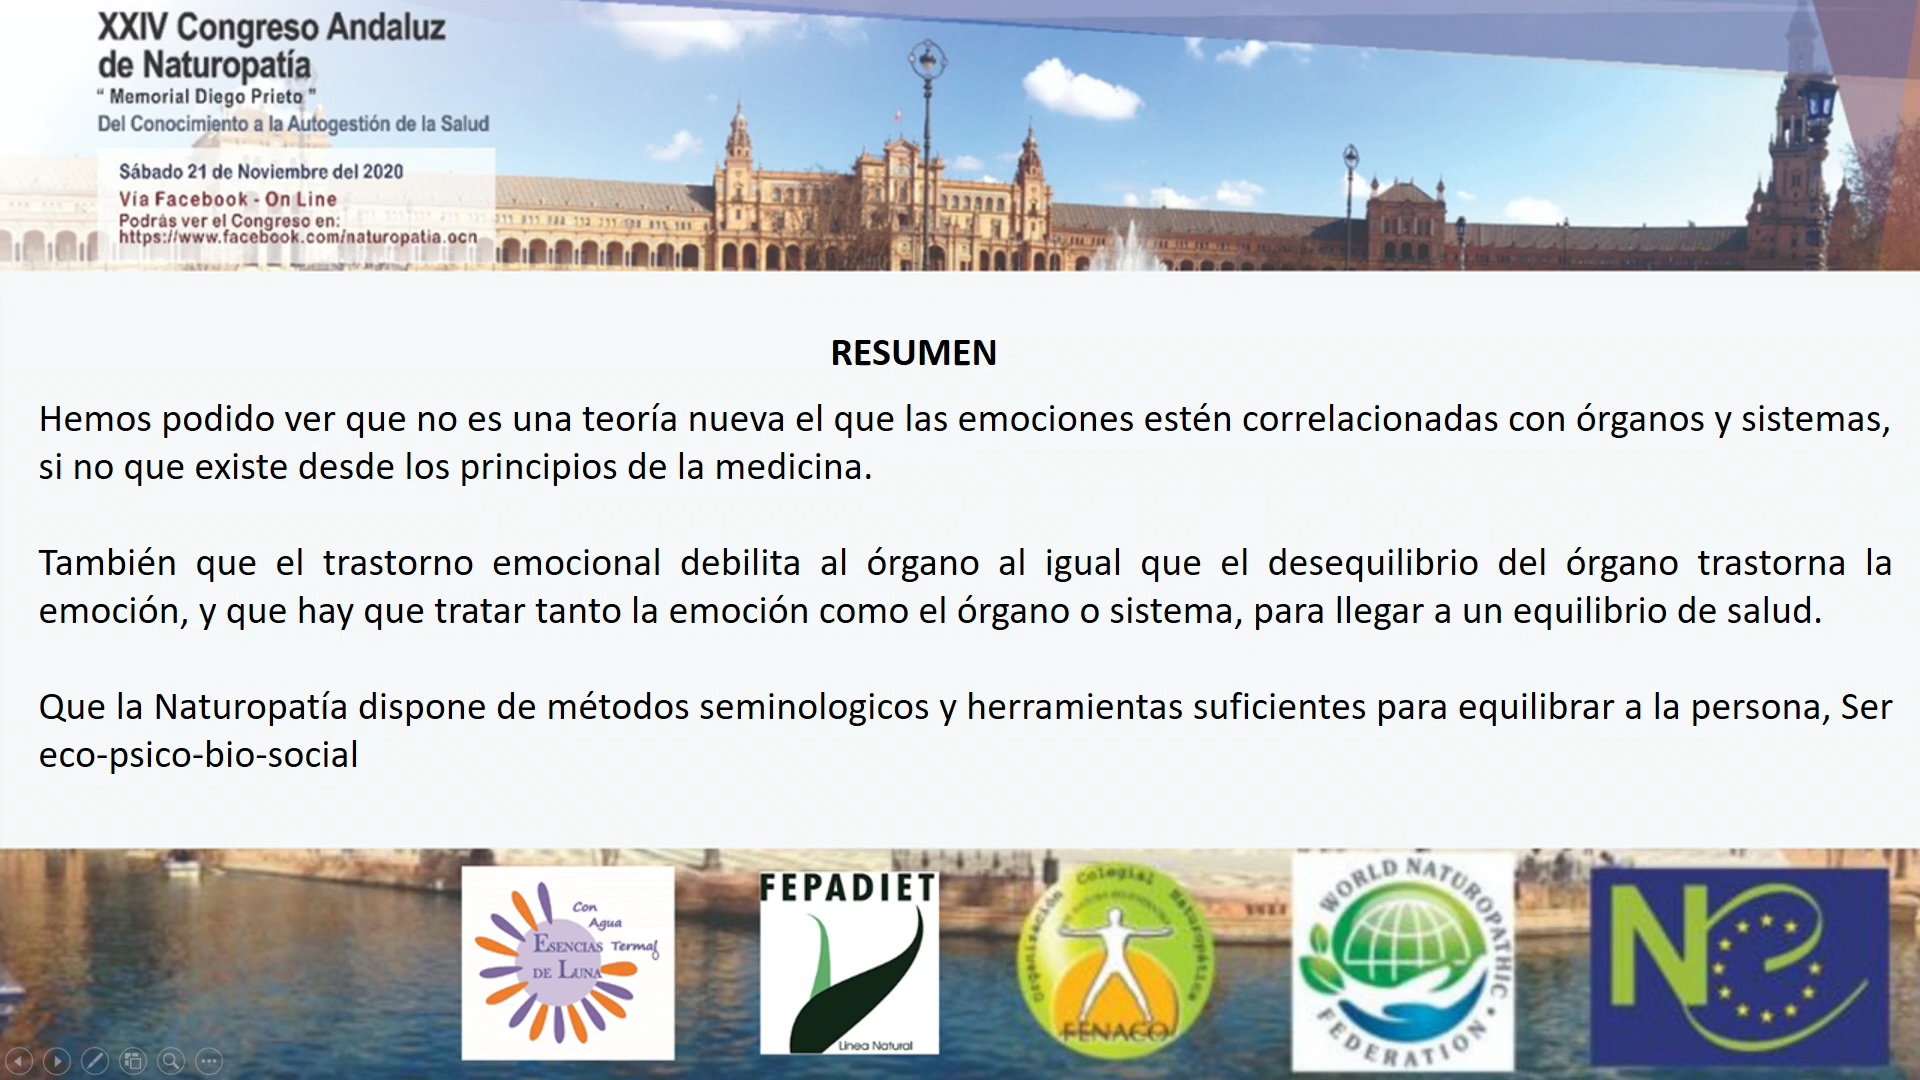 XXIV Congreso Andaluz
de Naturopatía
“ Memorial Diego Prieto ”
Del Conocimiento a la Autogestión de la Salud
Sábado 21 de Noviembre del 2020
Vía Facebook - On Line
Podrás ver el Congreso en:
https://www.facebook.com/naturopatia.ocn
RESUMEN
Hemos podido ver que no es una teoría nueva el que las emociones estén correlacionadas con órganos y sistemas,
si no que existe desde los principios de la medicina.
También que el trastorno emocional debilita al órgano al igual que el desequilibrio del órgano trastorna la
emoción, y que hay que tratar tanto la emoción como el órgano o sistema, para llegar a un equilibrio de salud.
Que la Naturopatía dispone de métodos seminologicos y herramientas suficientes para equilibrar a la persona, Ser
eco-psico-bio-social
Con
Agua
Termal
ESENCIAS
DE LUNA
FEPADIET
Linea Natural
Organización Colegial Naturopática
FENACO
WORLD NATUROPATHIC
FEDERATION
Ne